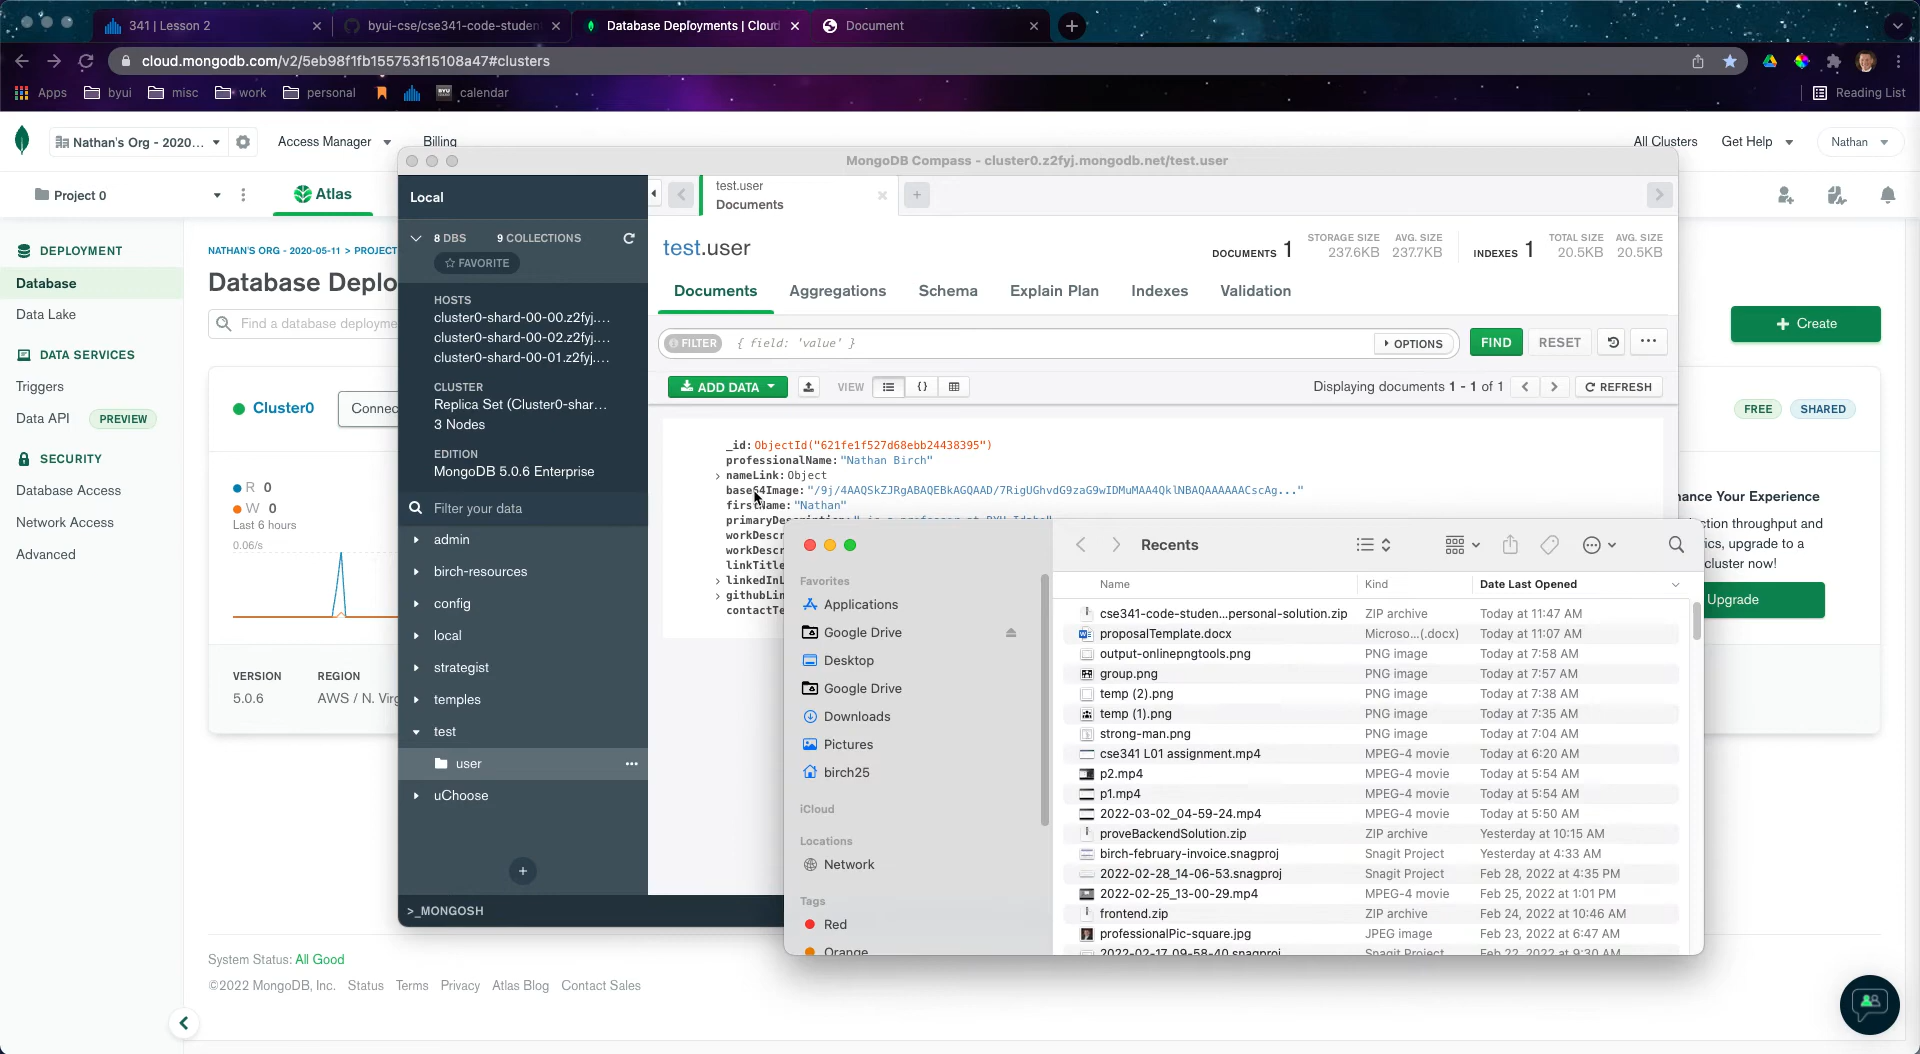 341 | Lesson 2
byui-cse/cse341-code-studen
Database Deployments | Cloud
Document
cloud.mongodb.com/v2/5eb98f1fb155753f15108a47#clusters
Apps
byui
misc
work
personal
calendar
Reading List
Nathan's Org - 2020...
Access Manager
Billing
All Clusters
Get Help
Nathan
Project 0
Atlas
DEPLOYMENT
Database
Data Lake
DATA SERVICES
Triggers
Data API
PREVIEW
SECURITY
Database Access
Network Access
Advanced
NATHAN'S ORG - 2020-05-11 > PROJECT
Database Deplo
Find a database deployme
Create
Cluster0
Connec
FREE
SHARED
R 0
W 0
Last 6 hours
0.06/s
VERSION
5.0.6
REGION
AWS / N. Virg
ance Your Experience
ction throughput and
ics, upgrade to a
cluster now!
Upgrade
MongoDB Compass - cluster0.z2fyj.mongodb.net/test.user
Local
8 DBS
9 COLLECTIONS
FAVORITE
HOSTS
cluster0-shard-00-00.z2fyj....
cluster0-shard-00-02.z2fyj....
cluster0-shard-00-01.z2fyj....
CLUSTER
Replica Set (Cluster0-shar...
3 Nodes
EDITION
MongoDB 5.0.6 Enterprise
Filter your data
admin
birch-resources
config
local
strategist
temples
test
user
uChoose
>_MONGOSH
test.user
Documents
test.user
DOCUMENTS 1
STORAGE SIZE
237.6KB
AVG. SIZE
237.7KB
INDEXES 1
TOTAL SIZE
20.5KB
AVG. SIZE
20.5KB
Documents
Aggregations
Schema
Explain Plan
Indexes
Validation
FILTER
{ field: 'value' }
OPTIONS
FIND
RESET
ADD DATA
VIEW
{}
Displaying documents 1 - 1 of 1
REFRESH
_id: ObjectId("621fe1f527d68ebb24438395")
professionalName: "Nathan Birch"
nameLink: Object
base64Image: "/9j/4AAQSkZJRgABAQEBkAGQAAD/7RigUGhvdG9zaG9wIDMuMAA4QklNBAQAAAAAACscAg..."
firstName: "Nathan"
primaryDescription: " is a professor at BYU-Idaho"
workDescr
workDescr
linkTitle
linkedInL
githubLin
contactTe
Recents
Favorites
Applications
Google Drive
Desktop
Google Drive
Downloads
Pictures
birch25
iCloud
Locations
Network
Tags
Red
Orange
Name
Kind
Date Last Opened
cse341-code-studen...personal-solution.zip ZIP archive Today at 11:47 AM
proposalTemplate.docx Microso...(.docx) Today at 11:07 AM
output-onlinepngtools.png PNG image Today at 7:58 AM
group.png PNG image Today at 7:57 AM
temp (2).png PNG image Today at 7:38 AM
temp (1).png PNG image Today at 7:35 AM
strong-man.png PNG image Today at 7:04 AM
cse341 L01 assignment.mp4 MPEG-4 movie Today at 6:20 AM
p2.mp4 MPEG-4 movie Today at 5:54 AM
p1.mp4 MPEG-4 movie Today at 5:54 AM
2022-03-02_04-59-24.mp4 MPEG-4 movie Today at 5:50 AM
proveBackendSolution.zip ZIP archive Yesterday at 10:15 AM
birch-february-invoice.snagproj Snagit Project Yesterday at 4:33 AM
2022-02-28_14-06-53.snagproj Snagit Project Feb 28, 2022 at 4:35 PM
2022-02-25_13-00-29.mp4 MPEG-4 movie Feb 25, 2022 at 1:01 PM
frontend.zip ZIP archive Feb 24, 2022 at 10:46 AM
professionalPic-square.jpg JPEG image Feb 23, 2022 at 6:47 AM
2022-02-17_09-58-40.snagproj Snagit Project Feb 22, 2022 at 9:30 AM
System Status: All Good
©2022 MongoDB, Inc.
Status
Terms
Privacy
Atlas Blog
Contact Sales